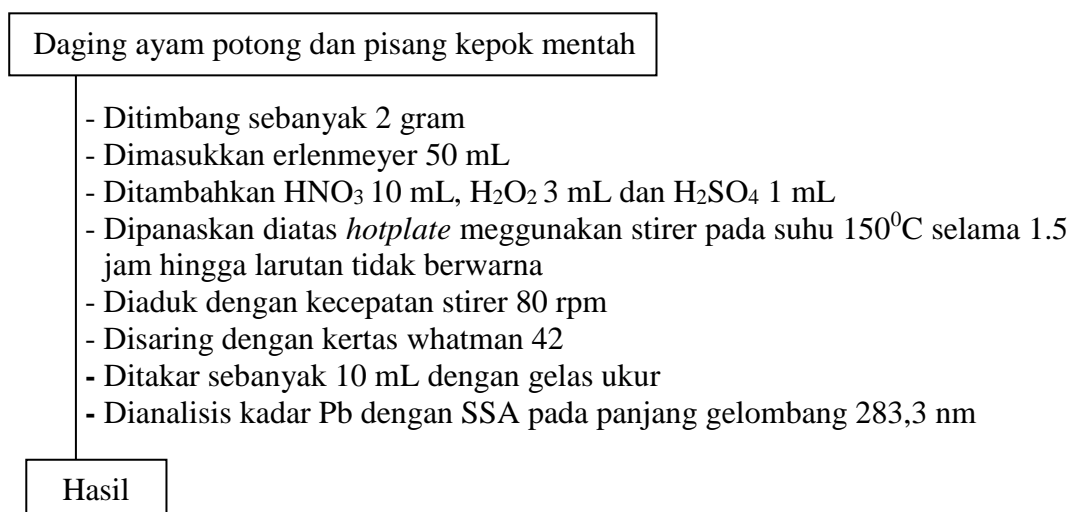 Daging ayam potong dan pisang kepok mentah
- Ditimbang sebanyak 2 gram
- Dimasukkan erlenmeyer 50 mL
- Ditambahkan HNO₃ 10 mL, H₂O₂ 3 mL dan H₂SO₄ 1 mL
- Dipanaskan diatas hotplate meggunakan stirer pada suhu 150⁰C selama 1.5
jam hingga larutan tidak berwarna
- Diaduk dengan kecepatan stirer 80 rpm
- Disaring dengan kertas whatman 42
- Ditakar sebanyak 10 mL dengan gelas ukur
- Dianalisis kadar Pb dengan SSA pada panjang gelombang 283,3 nm
Hasil